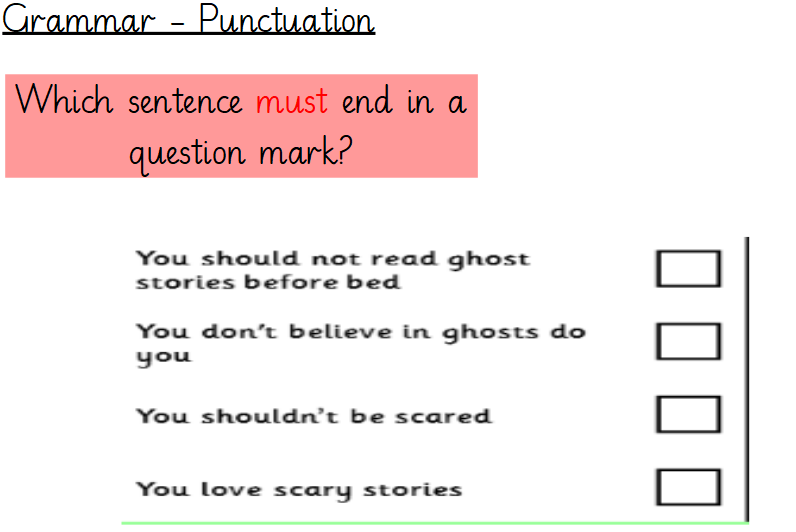 Grammar – Punctuation
Which sentence must end in a
question mark?
You should not read ghost
stories before bed
You don't believe in ghosts do
you
You shouldn't be scared
You love scary stories